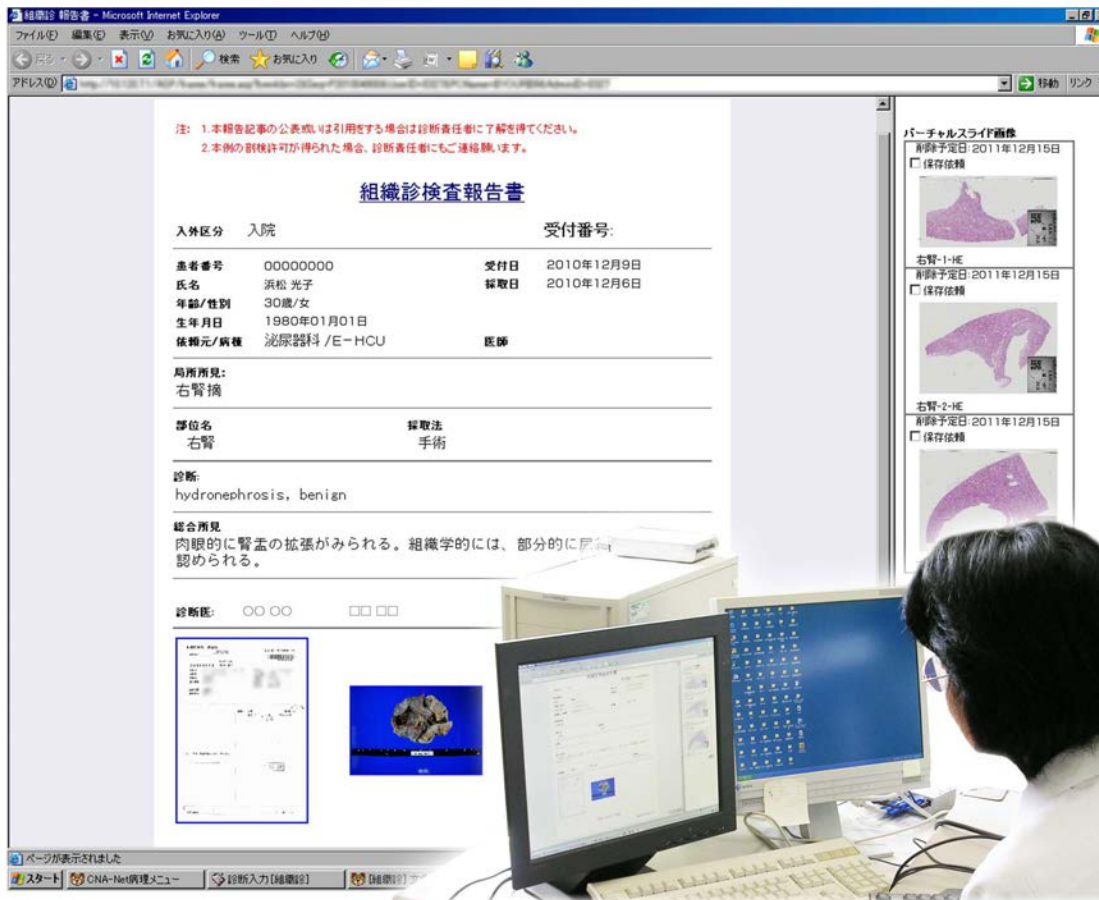 組織診 報告書 - Microsoft Internet Explorer
ファイル(F) 編集(E) 表示(V) お気に入り(A) ツール(T) ヘルプ(H)
戻る 検索 お気に入り
アドレス(D) 移動 リンク
注: 1.本報告記事の公表或いは引用をする場合は診断責任者に了解を得てください。
2.本例の剖検許可が得られた場合、診断責任者にもご連絡願います。
組織診検査報告書
入外区分 入院 受付番号:
患者番号 00000000 受付日 2010年12月9日
氏名 浜松 光子 採取日 2010年12月6日
年齢/性別 30歳/女
生年月日 1980年01月01日
依頼元/病棟 泌尿器科 /E-HCU 医師
局所所見:
右腎摘
部位名 採取法
右腎 手術
診断:
hydronephrosis, benign
総合所見
肉眼的に腎盂の拡張がみられる。組織学的には、部分的に尿
認められる。
診断医: ○○ ○○ □□ □□
バーチャルスライド画像
削除予定日:2011年12月15日
保存依頼
右腎-1-HE
削除予定日:2011年12月15日
保存依頼
右腎-2-HE
削除予定日:2011年12月15日
保存依頼
ページが表示されました
スタート CNA-Net病理メニュー 診断入力[組織診] [組織診]